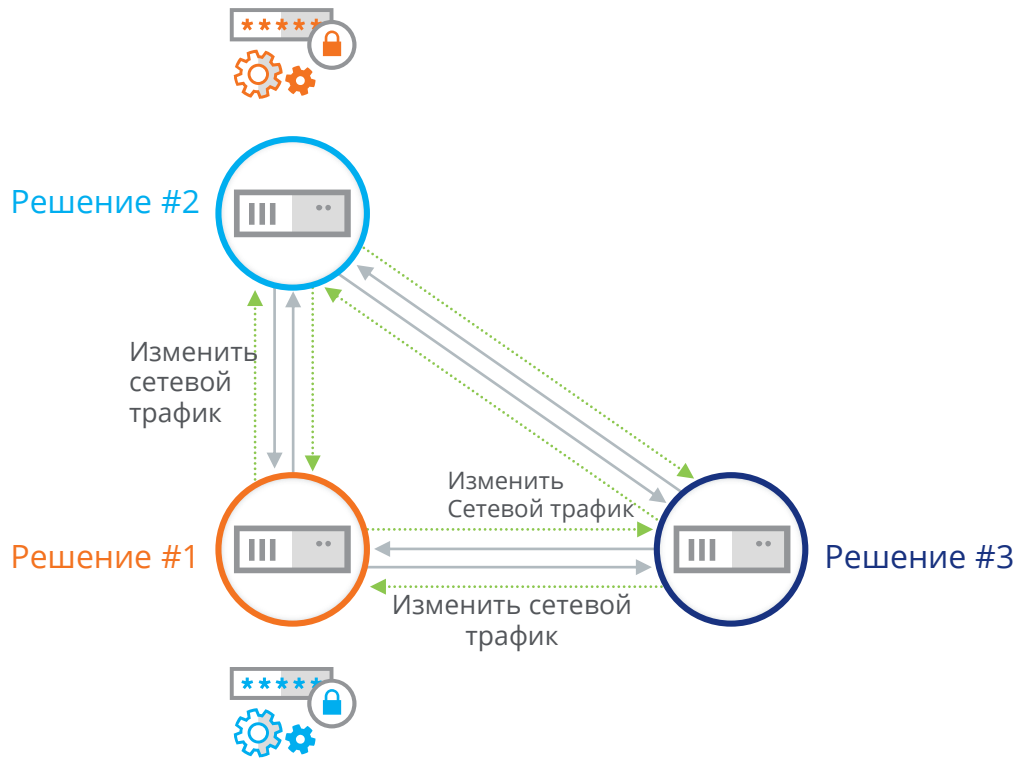 *****
Решение #2
Изменить
сетевой
трафик
Изменить
Сетевой трафик
Решение #1
Решение #3
Изменить сетевой
трафик
*****